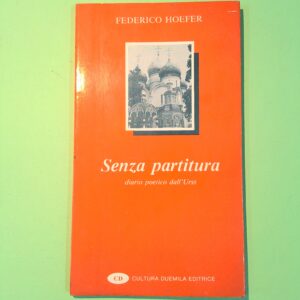 FEDERICO HOEFER
Senza partitura
diario poetico dall'Urss
CD CULTURA DUEMILA EDITRICE